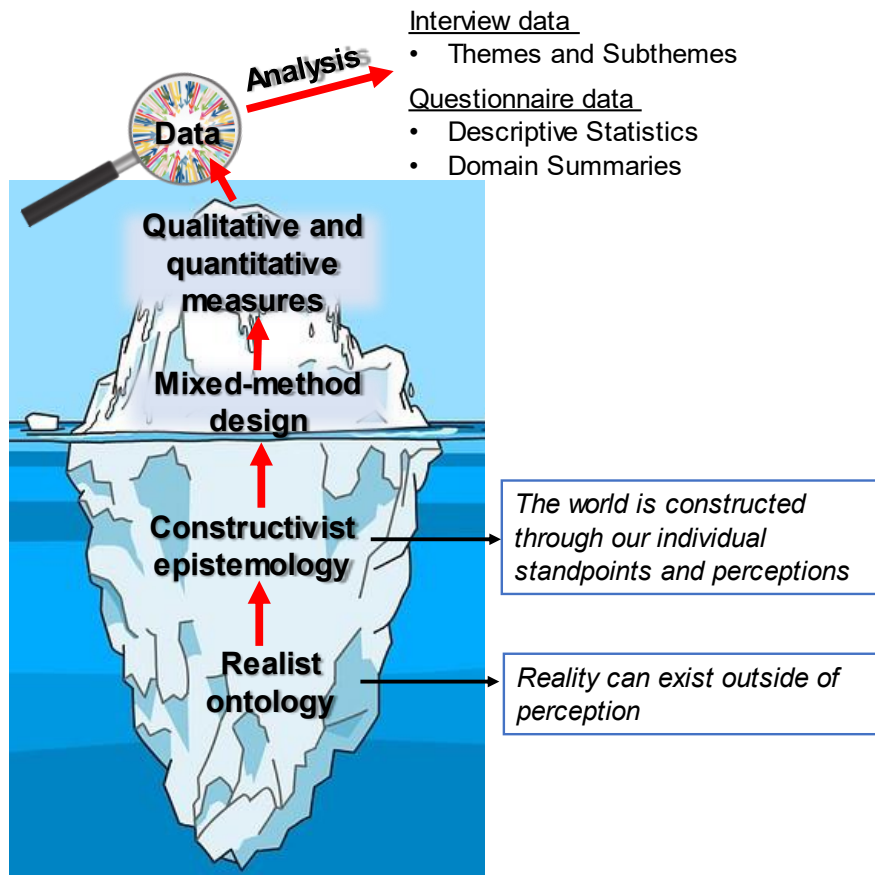 Interview data
• Themes and Subthemes
Questionnaire data
• Descriptive Statistics
• Domain Summaries
Analysis
Data
Qualitative and
quantitative
measures
Mixed-method
design
Constructivist
epistemology
The world is constructed
through our individual
standpoints and perceptions
Realist
ontology
Reality can exist outside of
perception